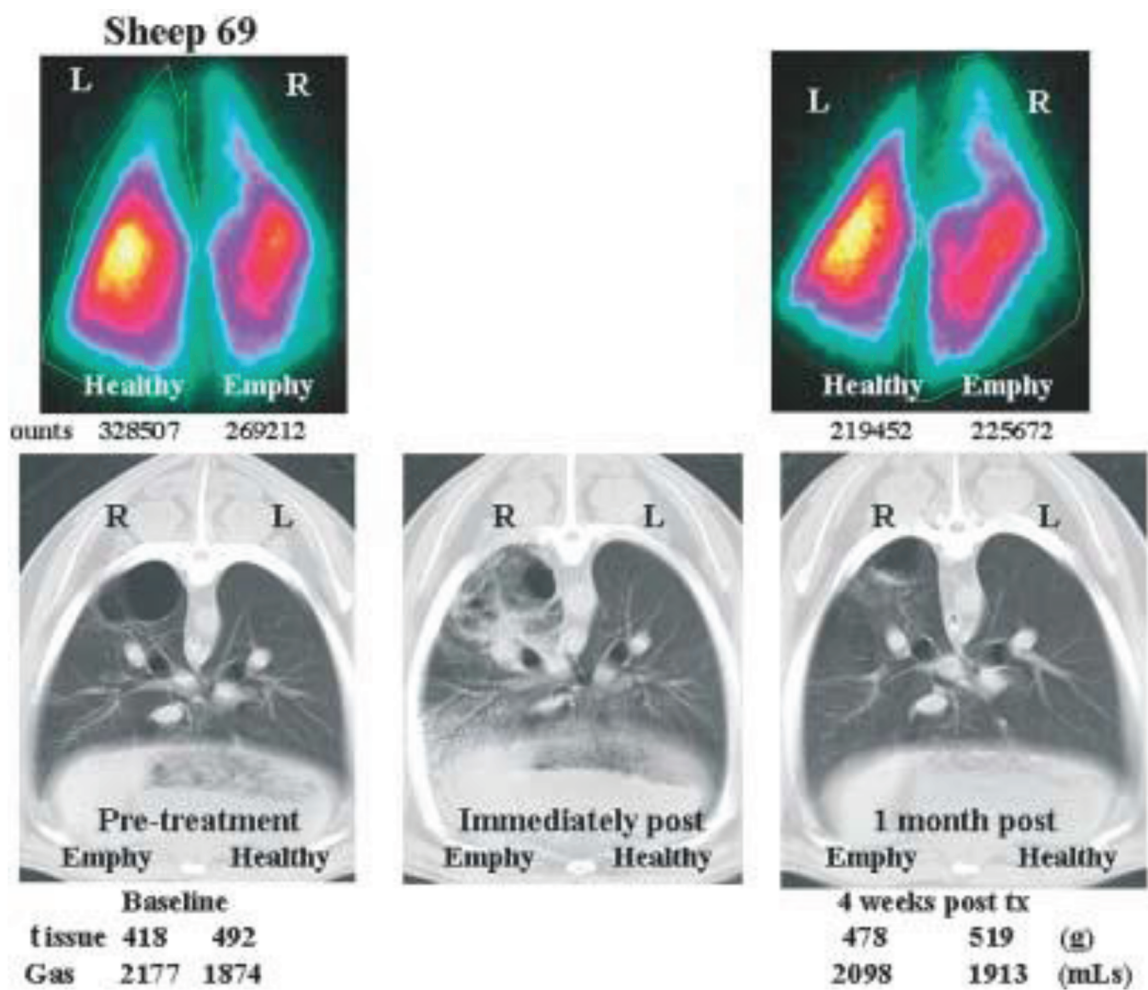 Sheep 69
L R
L R
Healthy Emphy
Healthy Emphy
ounts 328507 269212
219452 225672
R L
R L
R L
Pre-treatment
Immediately post
1 month post
Emphy Healthy
Emphy Healthy
Emphy Healthy
Baseline
4 weeks post tx
tissue 418 492
478 519 (g)
Gas 2177 1874
2098 1913 (mLs)